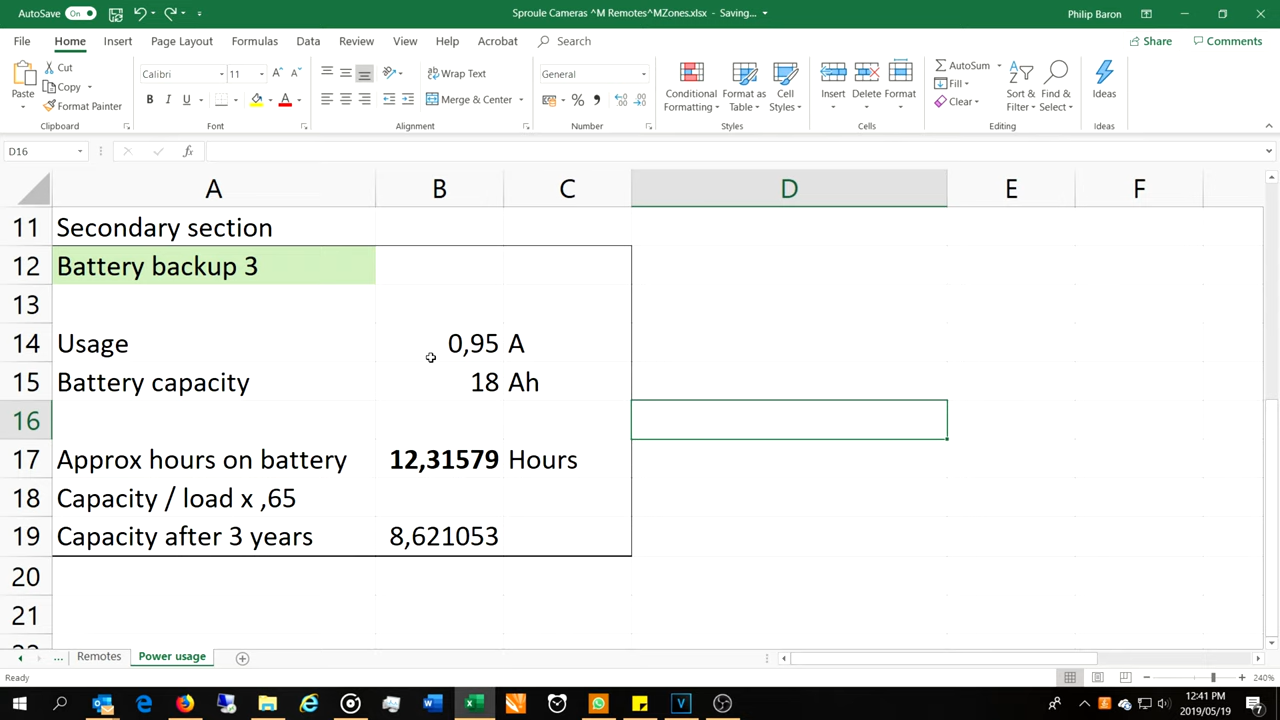 AutoSave On
Sproule Cameras ^M Remotes^MZones.xlsx - Saving...
Philip Baron
File Home Insert Page Layout Formulas Data Review View Help Acrobat Search Share Comments
Paste
Cut
Copy
Format Painter
Clipboard
Calibri 11
B I U
Font
Wrap Text
Merge & Center
Alignment
General
Number
Conditional Formatting
Format as Table
Cell Styles
Styles
Insert
Delete
Format
Cells
AutoSum
Fill
Clear
Sort & Filter
Find & Select
Editing
Ideas
Ideas
D16
fx
A B C D E F
11 Secondary section
12 Battery backup 3
13
14 Usage 0,95 A
15 Battery capacity 18 Ah
16
17 Approx hours on battery 12,31579 Hours
18 Capacity / load x ,65
19 Capacity after 3 years 8,621053
20
21
... Remotes Power usage
Ready
240%
12:41 PM
2019/05/19
7